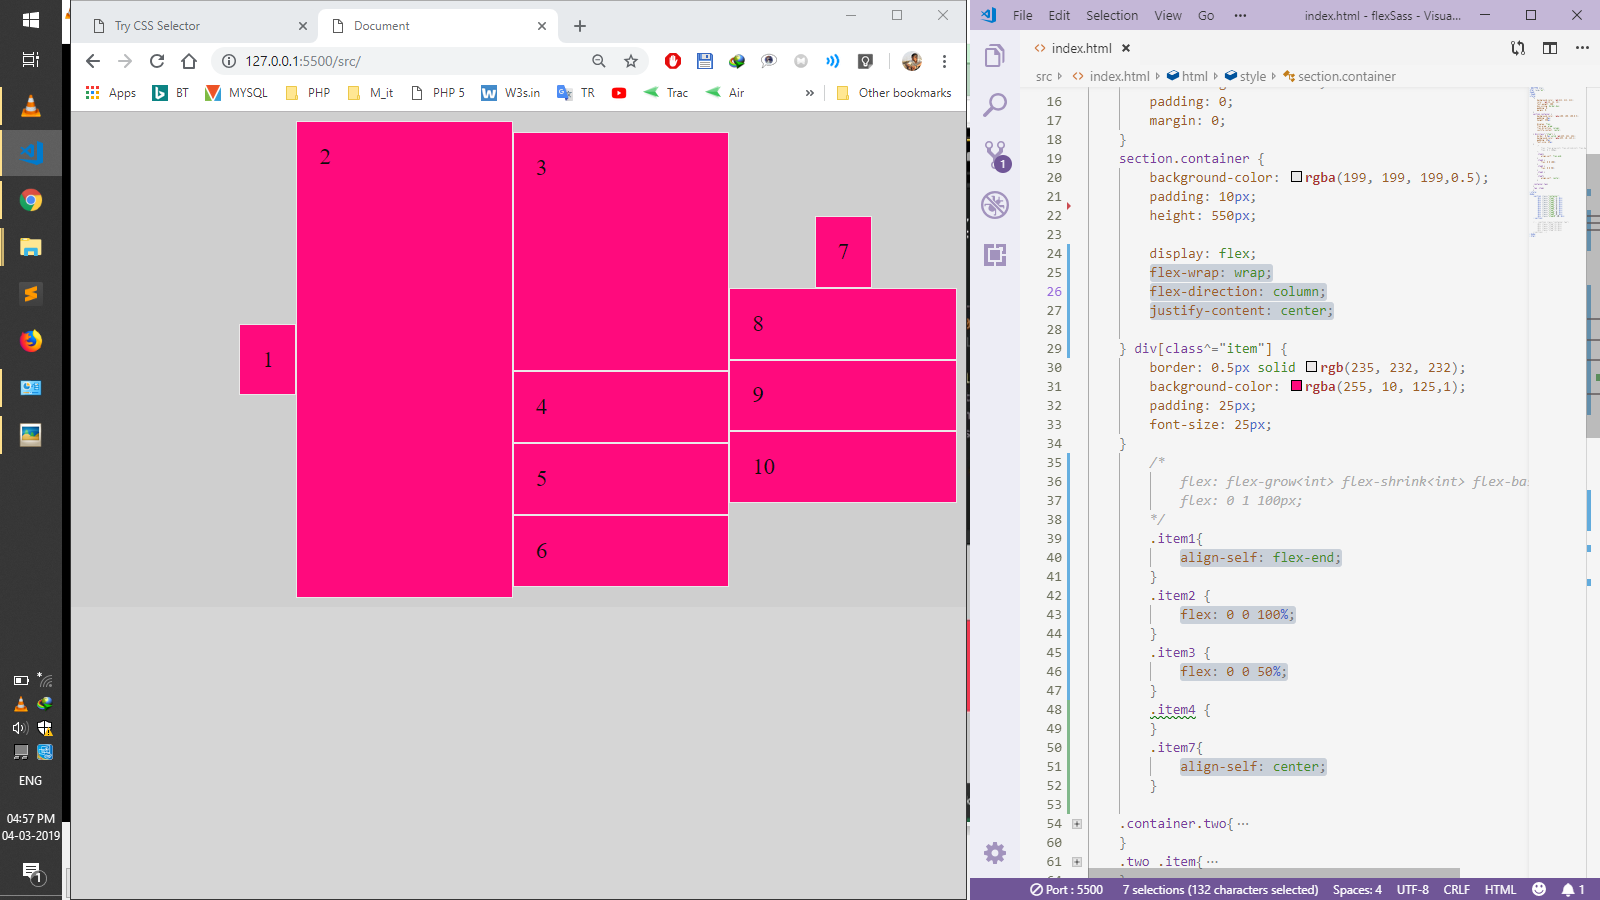 Try CSS Selector
Document
127.0.0.1:5500/src/
Apps
BT
MYSQL
PHP
M_it
PHP 5
W3s.in
TR
Trac
Air
»
Other bookmarks
1
2
3
4
5
6
7
8
9
10
ENG
04:57 PM
04-03-2019
1
File Edit Selection View Go ··· index.html - flexSass - Visua...
index.html
src index.html html style section.container
1
16 padding: 0;
17 margin: 0;
18 }
19 section.container {
20 background-color: rgba(199, 199, 199,0.5);
21 padding: 10px;
22 height: 550px;
23
24 display: flex;
25 flex-wrap: wrap;
26 flex-direction: column;
27 justify-content: center;
28
29 } div[class^="item"] {
30 border: 0.5px solid rgb(235, 232, 232);
31 background-color: rgba(255, 10, 125,1);
32 padding: 25px;
33 font-size: 25px;
34 }
35 /*
36 flex: flex-grow<int> flex-shrink<int> flex-ba
37 flex: 0 1 100px;
38 */
39 .item1{
40 align-self: flex-end;
41 }
42 .item2 {
43 flex: 0 0 100%;
44 }
45 .item3 {
46 flex: 0 0 50%;
47 }
48 .item4 {
49 }
50 .item7{
51 align-self: center;
52 }
53
54 .container.two{ ···
60 }
61 .two .item{ ···
Port : 5500 7 selections (132 characters selected) Spaces: 4 UTF-8 CRLF HTML 1